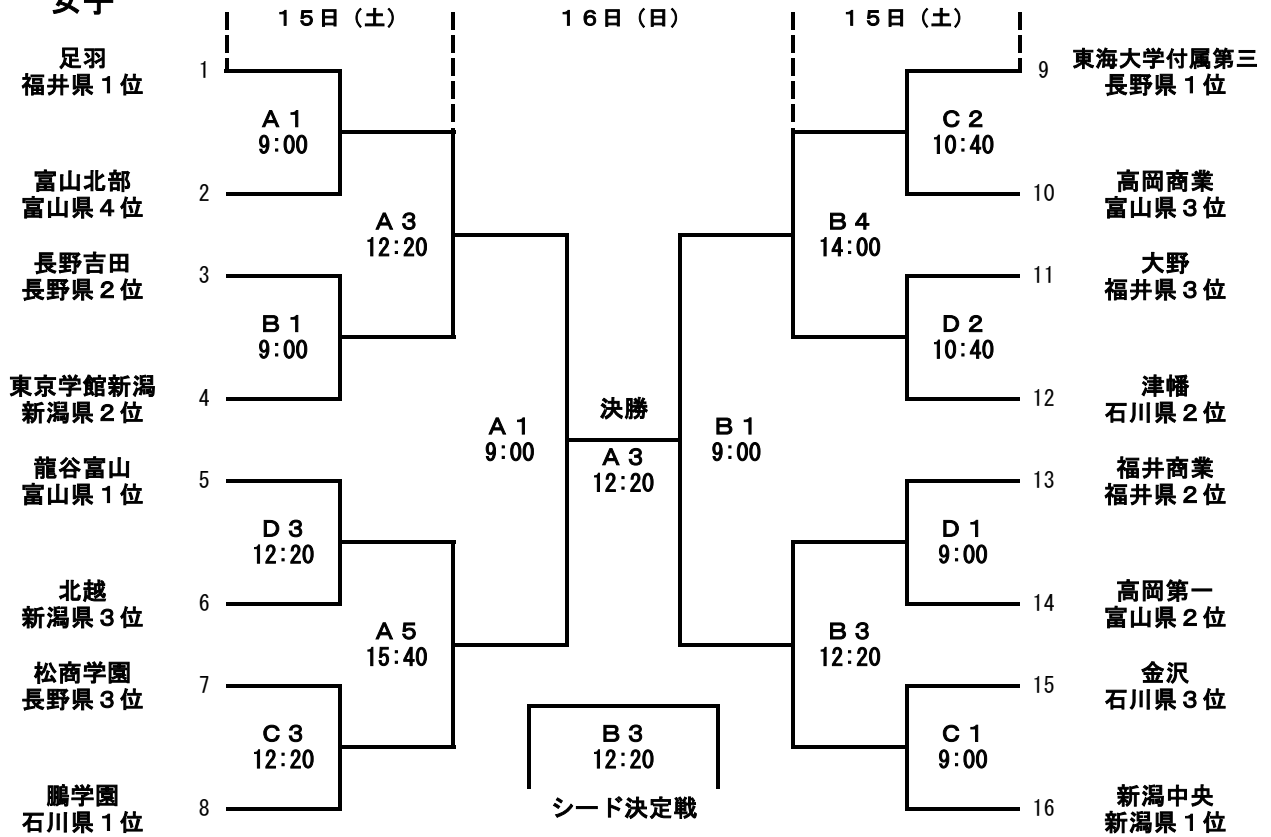 女子
１５日（土）
１６日（日）
１５日（土）
足羽
福井県１位
1
富山北部
富山県４位
2
長野吉田
長野県２位
3
東京学館新潟
新潟県２位
4
龍谷富山
富山県１位
5
北越
新潟県３位
6
松商学園
長野県３位
7
鵬学園
石川県１位
8
Ａ１
9:00
Ｂ１
9:00
Ｄ３
12:20
Ｃ３
12:20
Ａ３
12:20
Ａ５
15:40
Ａ１
9:00
決勝
Ａ３
12:20
Ｂ３
12:20
シード決定戦
Ｂ１
9:00
Ｂ４
14:00
Ｂ３
12:20
Ｃ２
10:40
Ｄ２
10:40
Ｄ１
9:00
Ｃ１
9:00
9
東海大学付属第三
長野県１位
10
高岡商業
富山県３位
11
大野
福井県３位
12
津幡
石川県２位
13
福井商業
福井県２位
14
高岡第一
富山県２位
15
金沢
石川県３位
16
新潟中央
新潟県１位